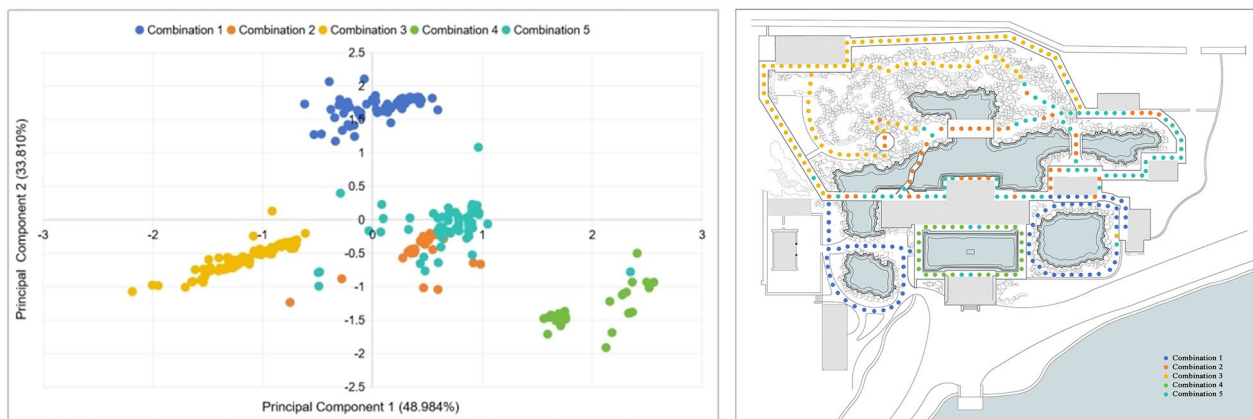 Combination 1 Combination 2 Combination 3 Combination 4 Combination 5
2.5
2
1.5
1
0.5
0
-0.5
-1
-1.5
-2
-2.5
-3 -2 -1 0 1 2 3
Principal Component 2 (33.810%)
Principal Component 1 (48.984%)
Combination 1
Combination 2
Combination 3
Combination 4
Combination 5